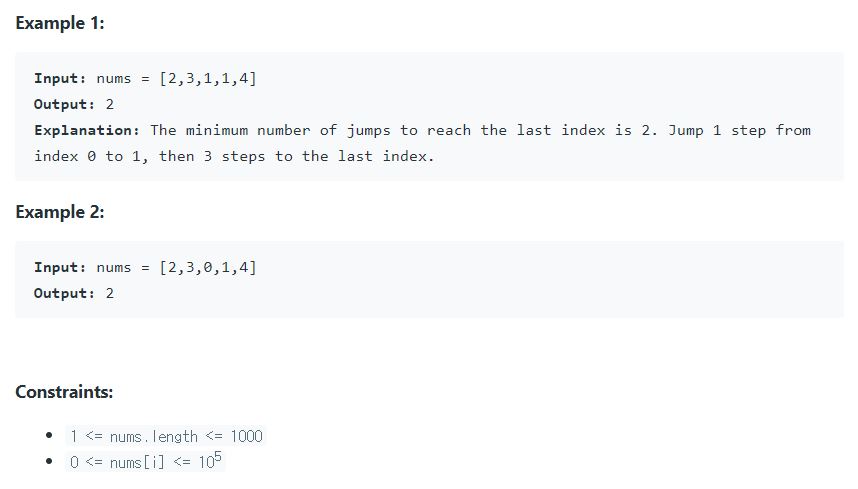 Example 1:
Input: nums = [2,3,1,1,4]
Output: 2
Explanation: The minimum number of jumps to reach the last index is 2. Jump 1 step from
index 0 to 1, then 3 steps to the last index.
Example 2:
Input: nums = [2,3,0,1,4]
Output: 2
Constraints:
• 1 <= nums.length <= 1000
• 0 <= nums[i] <= 10⁵